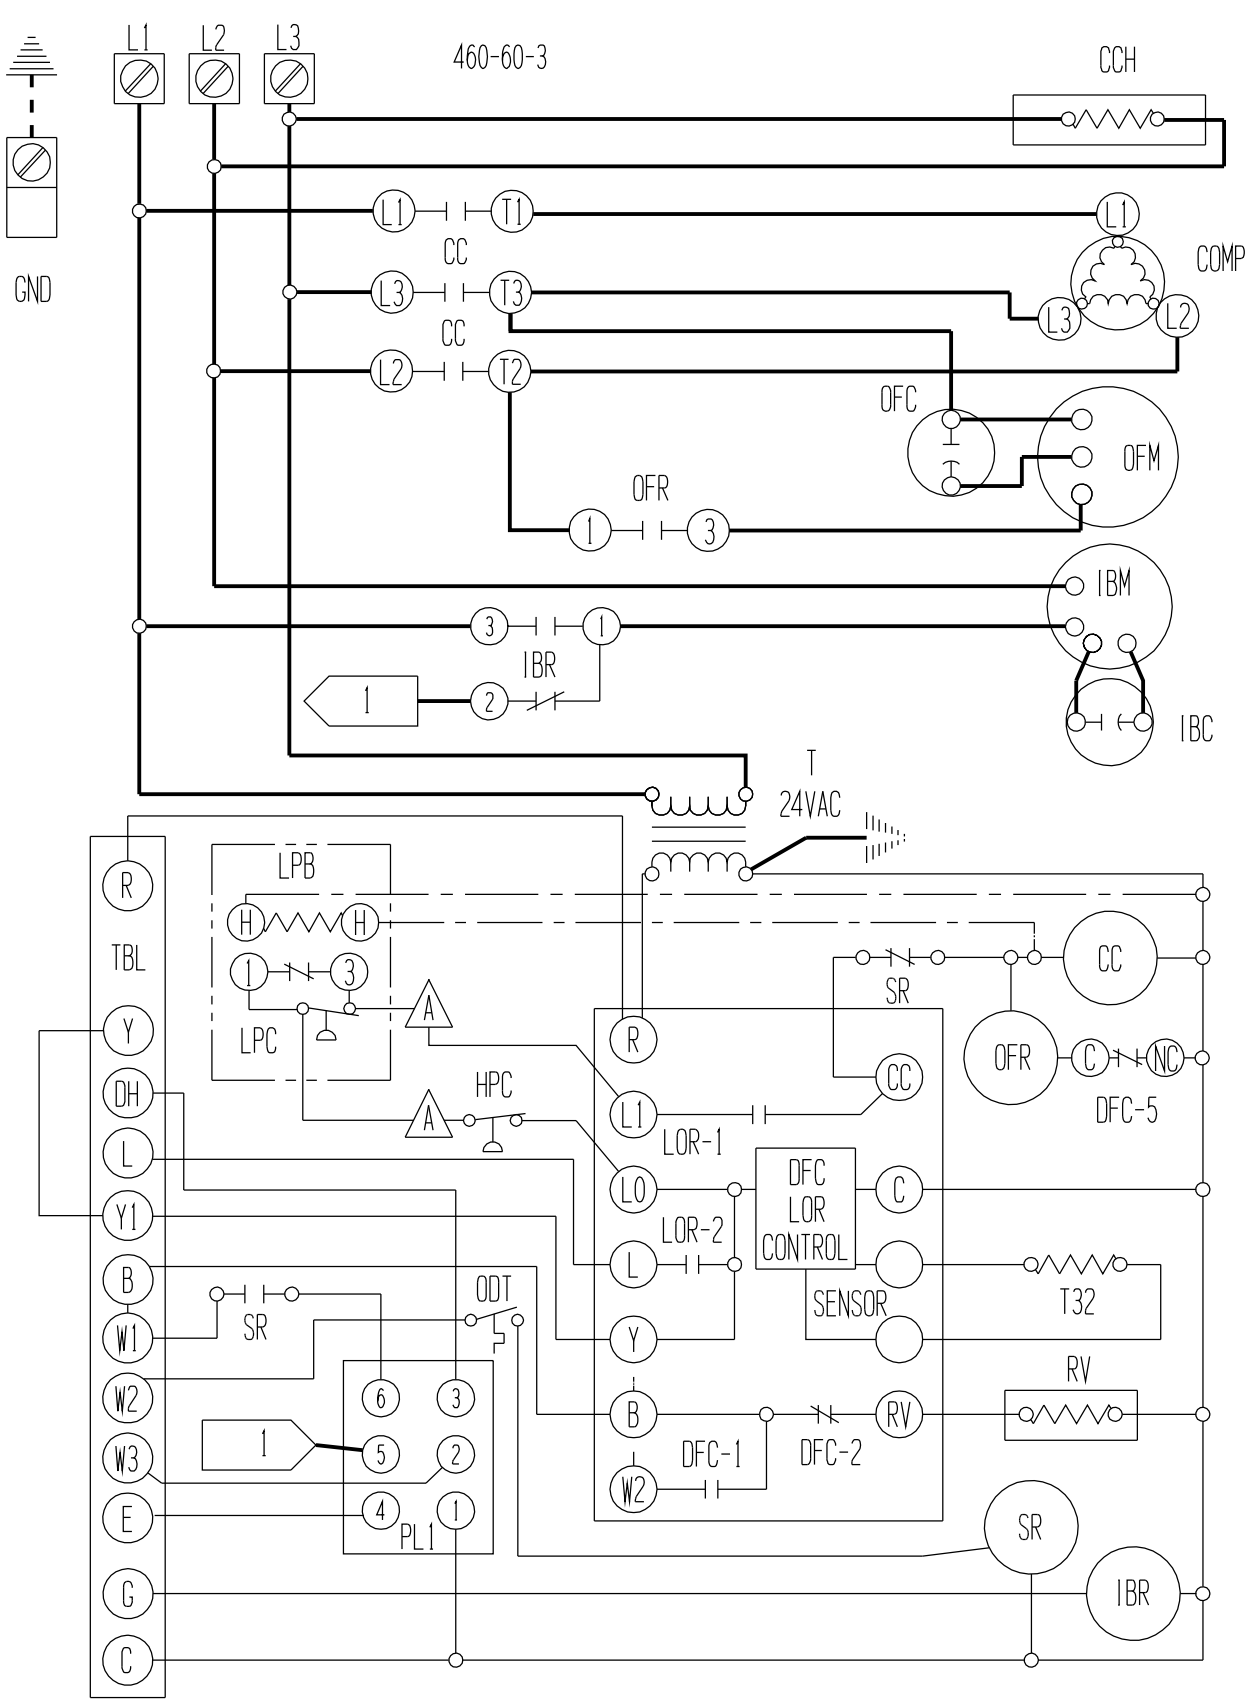 L1 L2 L3
460-60-3
CCH
GND
L1 T1 L1
CC
COMP
L3 T3 L3 L2
CC
L2 T2
OFC
OFM
OFR
1 3
IBM
3 1
IBR
1 2
IBC
T
24VAC
LPB
R
H H
TBL
CC
1 3
SR
A
LPC
Y
R
OFR C NC
DFC-5
CC
HPC
DH
A
L1
LOR-1
L
DFC
LOR
CONTROL
LO
C
Y1
LOR-2
L
B
ODT
SENSOR
T32
SR
W1
Y
RV
W2
6 3
B
RV
1
5 2
DFC-1
DFC-2
W3
W2
E
4 1
PL1
SR
G
IBR
C